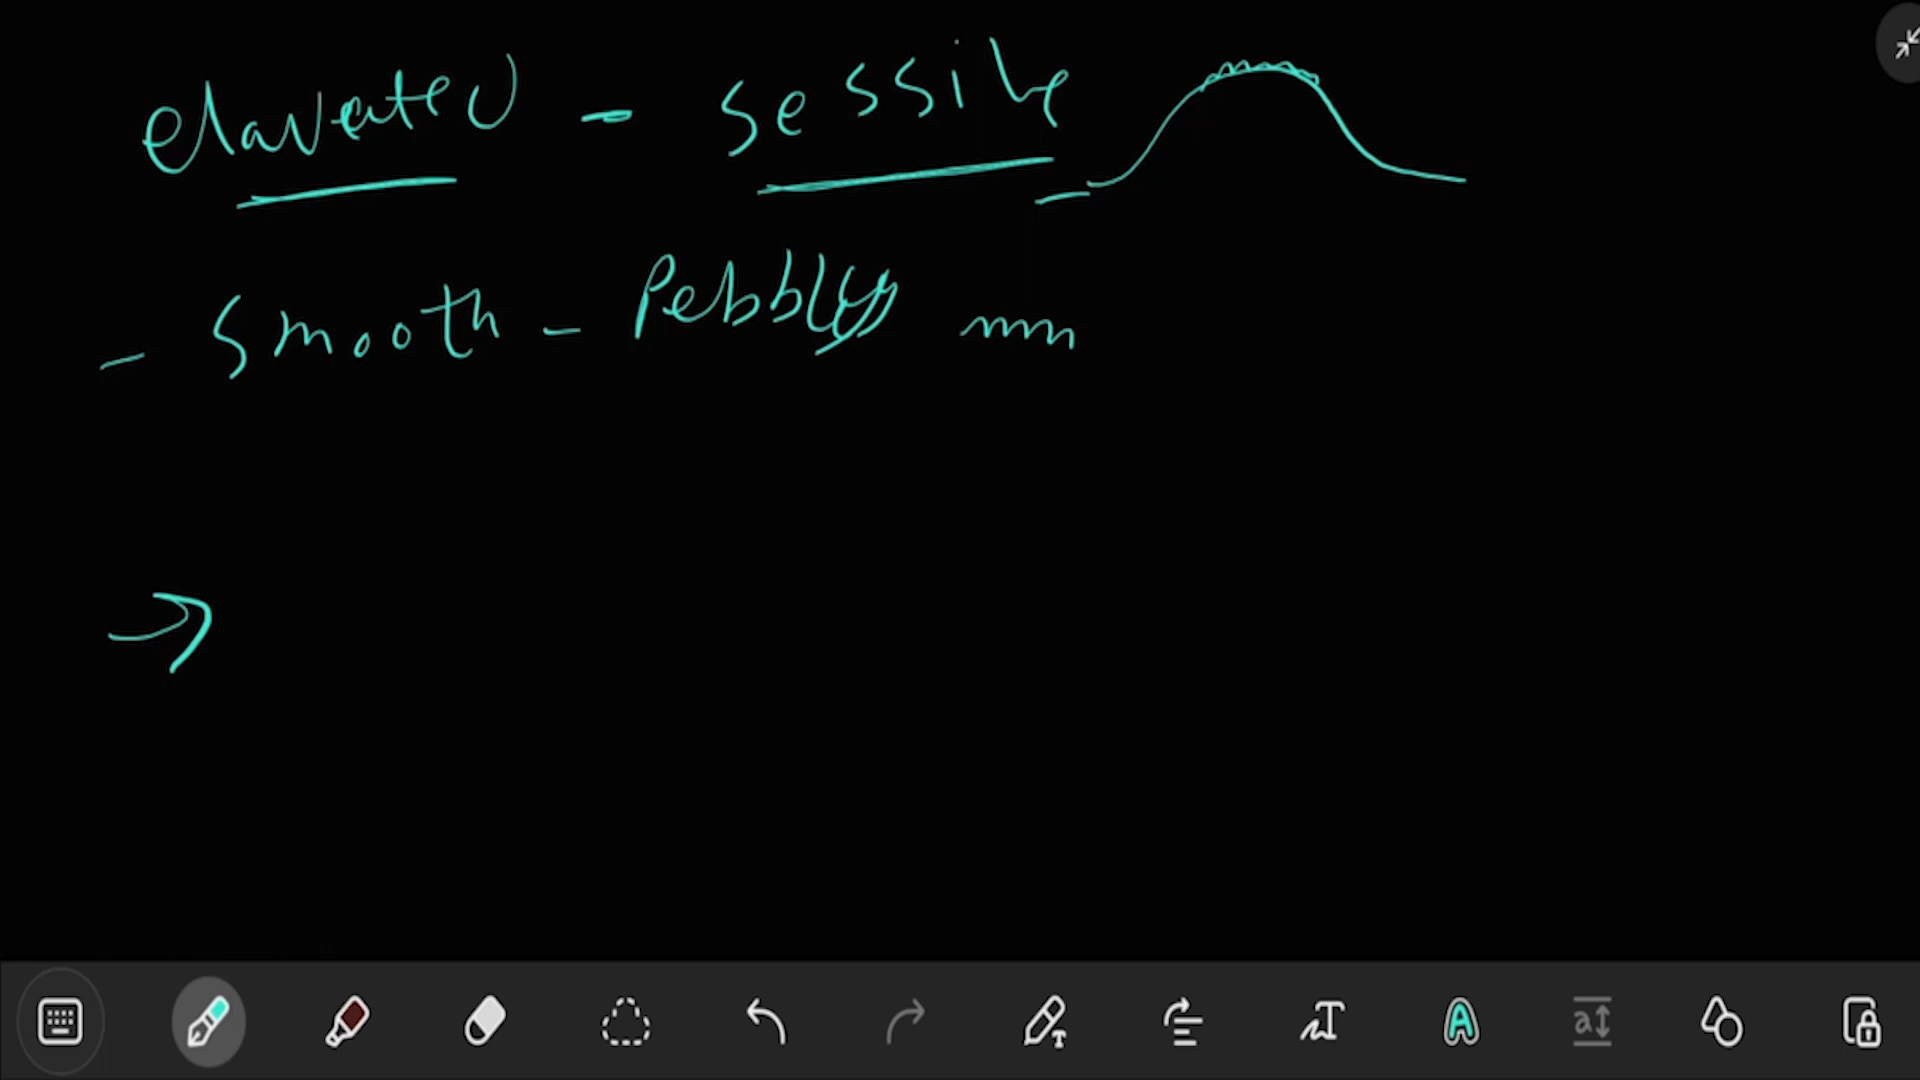 elavated - sessile
- smooth - Pebbly